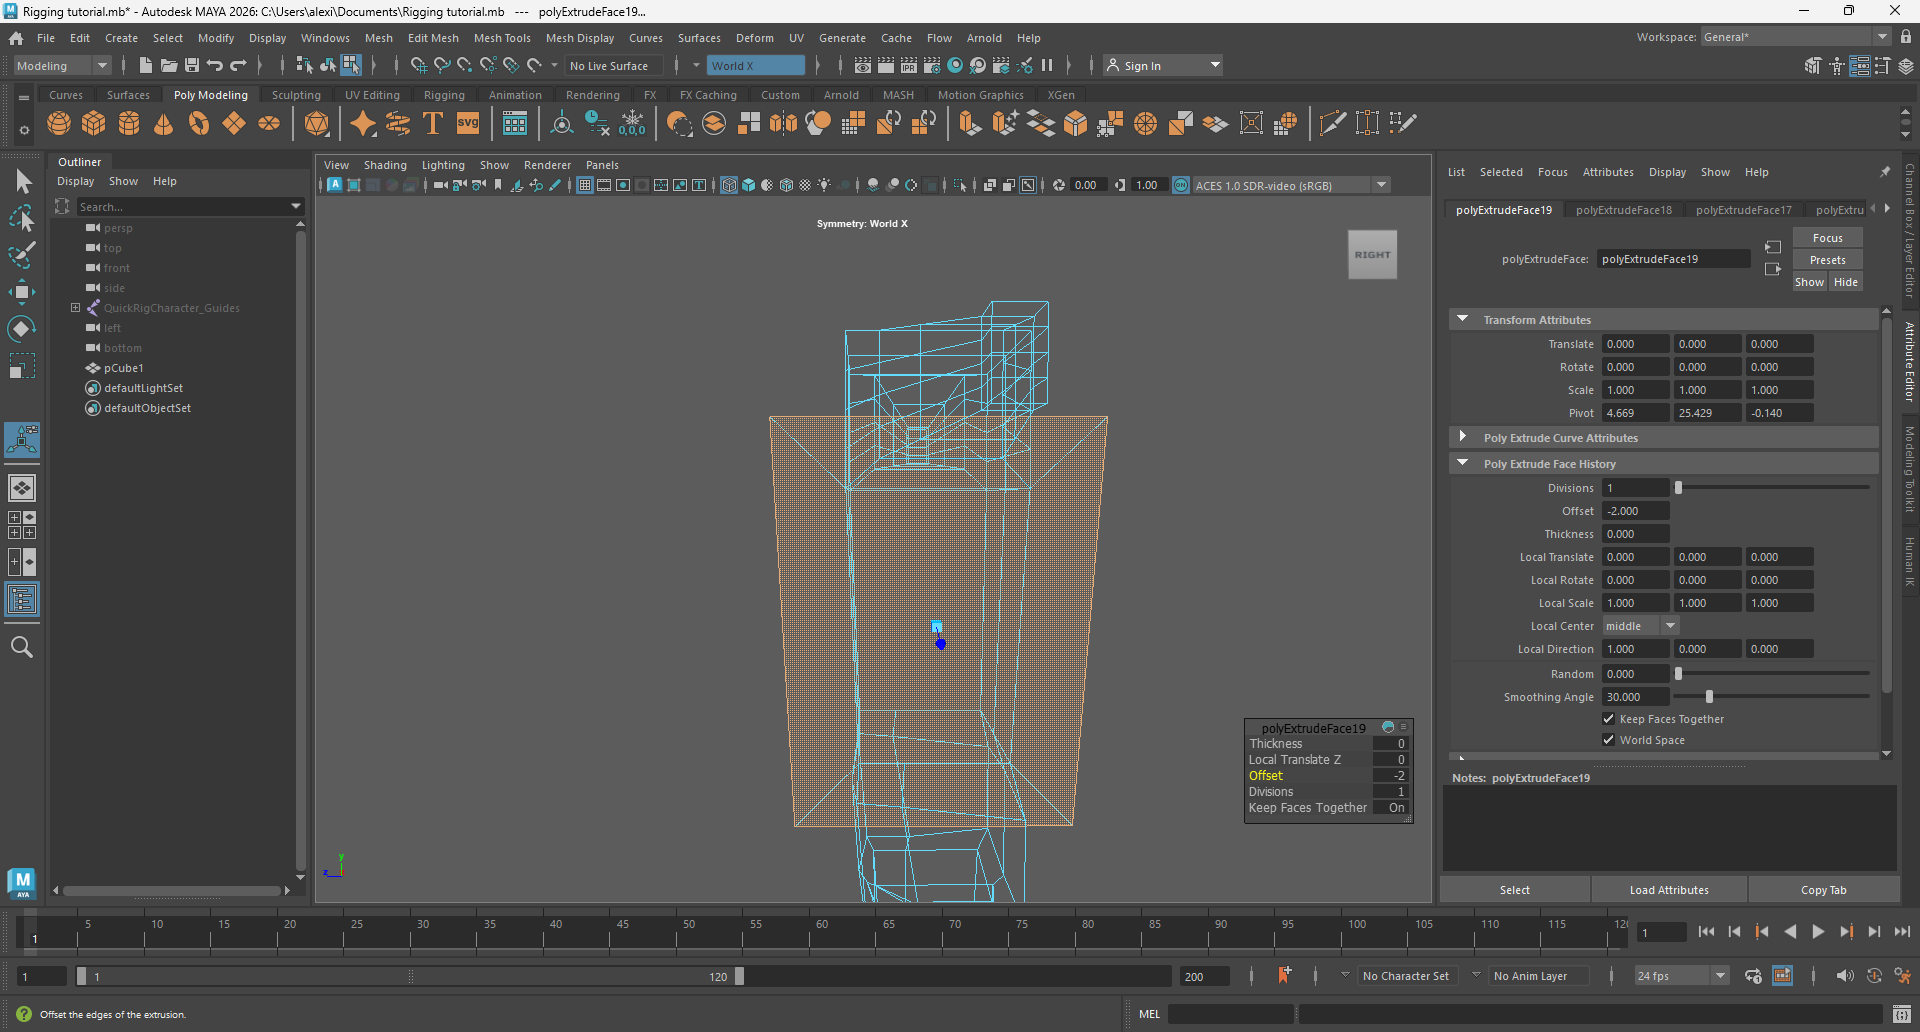 Rigging tutorial.mb* - Autodesk MAYA 2026: C:\Users\alexi\Documents\Rigging tutorial.mb   ---   polyExtrudeFace19...
File Edit Create Select Modify Display Windows Mesh Edit Mesh Mesh Tools Mesh Display Curves Surfaces Deform UV Generate Cache Flow Arnold Help
Workspace: General*
Modeling
No Live Surface
World X
Sign In
Curves Surfaces Poly Modeling Sculpting UV Editing Rigging Animation Rendering FX FX Caching Custom Arnold MASH Motion Graphics XGen
Outliner
Display Show Help
Search...
persp
top
front
side
QuickRigCharacter_Guides
left
bottom
pCube1
defaultLightSet
defaultObjectSet
View Shading Lighting Show Renderer Panels
0.00 1.00 ACES 1.0 SDR-video (sRGB)
Symmetry: World X
RIGHT
polyExtrudeFace19
Thickness 0
Local Translate Z 0
Offset -2
Divisions 1
Keep Faces Together On
y
z
List Selected Focus Attributes Display Show Help
polyExtrudeFace19 polyExtrudeFace18 polyExtrudeFace17 polyExtru
polyExtrudeFace: polyExtrudeFace19
Focus
Presets
Show Hide
Transform Attributes
Translate 0.000 0.000 0.000
Rotate 0.000 0.000 0.000
Scale 1.000 1.000 1.000
Pivot 4.669 25.429 -0.140
Poly Extrude Curve Attributes
Poly Extrude Face History
Divisions 1
Offset -2.000
Thickness 0.000
Local Translate 0.000 0.000 0.000
Local Rotate 0.000 0.000 0.000
Local Scale 1.000 1.000 1.000
Local Center middle
Local Direction 1.000 0.000 0.000
Random 0.000
Smoothing Angle 30.000
Keep Faces Together
World Space
Notes: polyExtrudeFace19
Select Load Attributes Copy Tab
Channel Box / Layer Editor
Attribute Editor
Modeling Toolkit
Human IK
M
AYA
5 10 15 20 25 30 35 40 45 50 55 60 65 70 75 80 85 90 95 100 105 110 115 12
1
1
1 1 120 200
No Character Set
No Anim Layer
24 fps
Offset the edges of the extrusion.
MEL